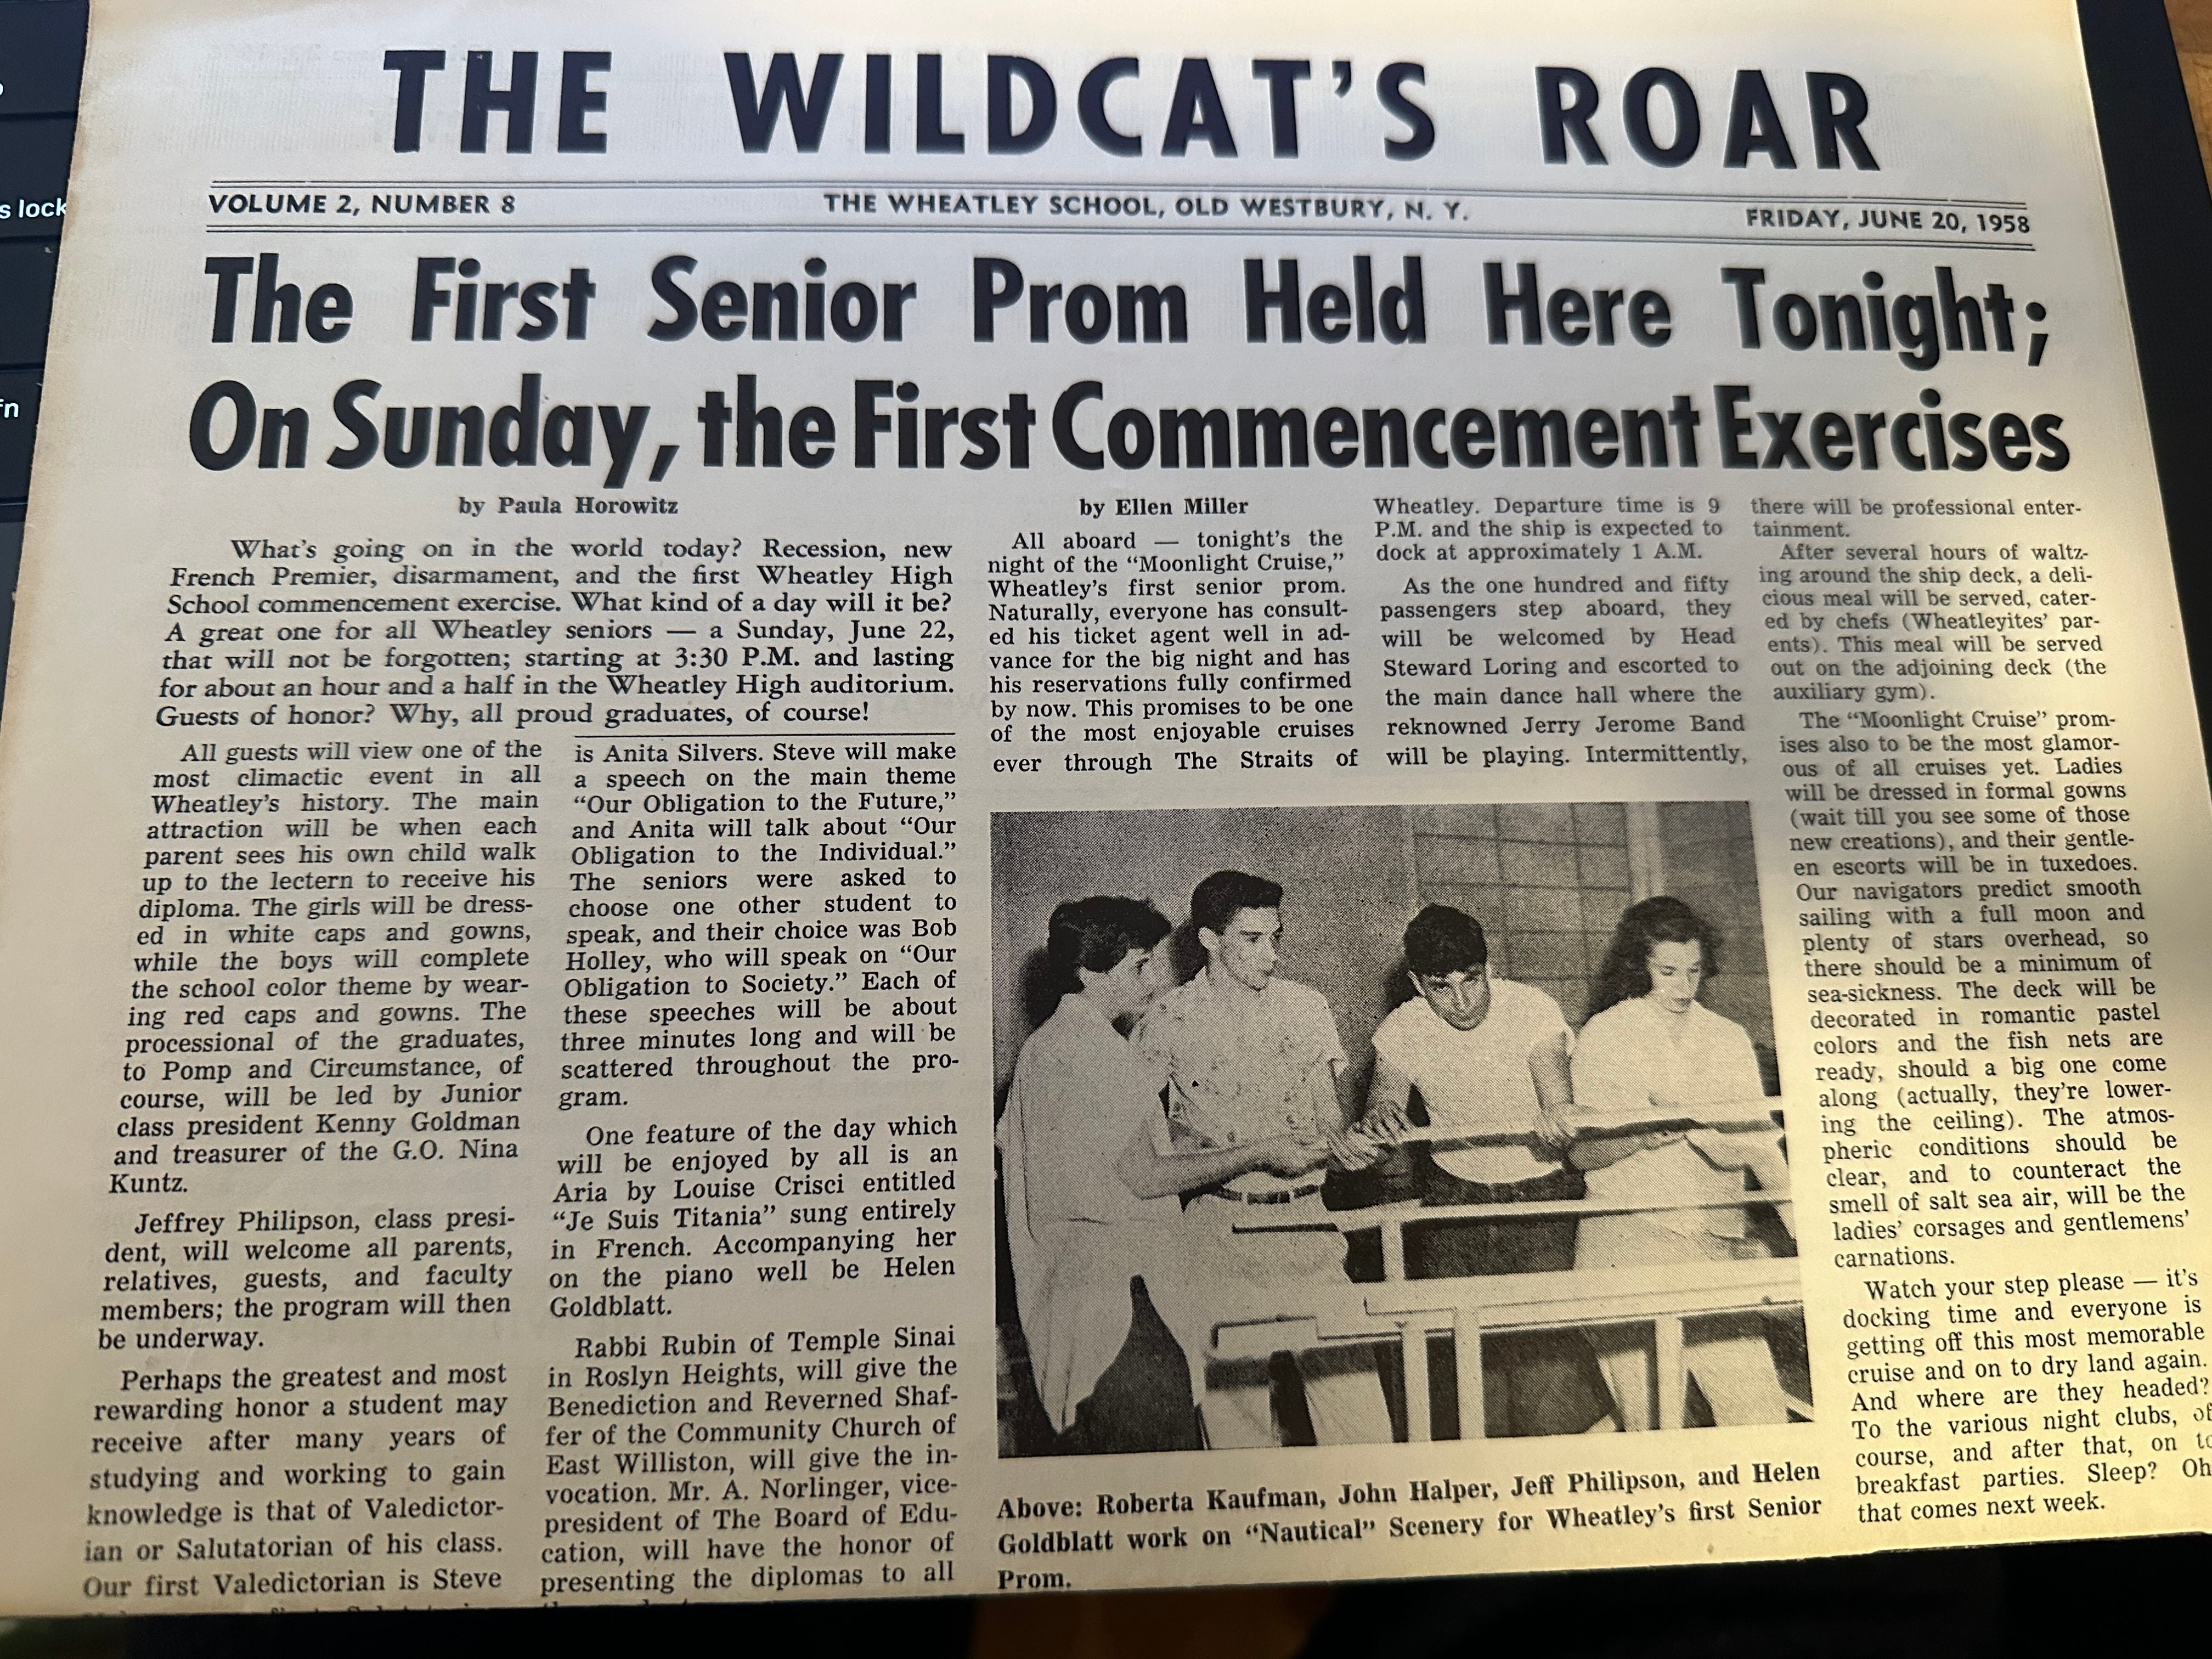 s lock
fn
THE WILDCAT'S ROAR
VOLUME 2, NUMBER 8
THE WHEATLEY SCHOOL, OLD WESTBURY, N. Y.
FRIDAY, JUNE 20, 1958
The First Senior Prom Held Here Tonight;
On Sunday, the First Commencement Exercises
by Paula Horowitz
What's going on in the world today? Recession, new
French Premier, disarmament, and the first Wheatley High
School commencement exercise. What kind of a day will it be?
A great one for all Wheatley seniors — a Sunday, June 22,
that will not be forgotten; starting at 3:30 P.M. and lasting
for about an hour and a half in the Wheatley High auditorium.
Guests of honor? Why, all proud graduates, of course!
All guests will view one of the
most climactic event in all
Wheatley's history. The main
attraction will be when each
parent sees his own child walk
up to the lectern to receive his
diploma. The girls will be dress-
ed in white caps and gowns,
while the boys will complete
the school color theme by wear-
ing red caps and gowns. The
processional of the graduates,
to Pomp and Circumstance, of
course, will be led by Junior
class president Kenny Goldman
and treasurer of the G.O. Nina
Kuntz.
Jeffrey Philipson, class presi-
dent, will welcome all parents,
relatives, guests, and faculty
members; the program will then
be underway.
Perhaps the greatest and most
rewarding honor a student may
receive after many years of
studying and working to gain
knowledge is that of Valedictor-
ian or Salutatorian of his class.
Our first Valedictorian is Steve
is Anita Silvers. Steve will make
a speech on the main theme
“Our Obligation to the Future,”
and Anita will talk about “Our
Obligation to the Individual.”
The seniors were asked to
choose one other student to
speak, and their choice was Bob
Holley, who will speak on “Our
Obligation to Society.” Each of
these speeches will be about
three minutes long and will be
scattered throughout the pro-
gram.
One feature of the day which
will be enjoyed by all is an
Aria by Louise Crisci entitled
“Je Suis Titania” sung entirely
in French. Accompanying her
on the piano well be Helen
Goldblatt.
Rabbi Rubin of Temple Sinai
in Roslyn Heights, will give the
Benediction and Reverned Shaf-
fer of the Community Church of
East Williston, will give the in-
vocation. Mr. A. Norlinger, vice-
president of The Board of Edu-
cation, will have the honor of
presenting the diplomas to all
by Ellen Miller
All aboard — tonight's the
night of the “Moonlight Cruise,”
Wheatley's first senior prom.
Naturally, everyone has consult-
ed his ticket agent well in ad-
vance for the big night and has
his reservations fully confirmed
by now. This promises to be one
of the most enjoyable cruises
ever through The Straits of
Wheatley. Departure time is 9
P.M. and the ship is expected to
dock at approximately 1 A.M.
As the one hundred and fifty
passengers step aboard, they
will be welcomed by Head
Steward Loring and escorted to
the main dance hall where the
reknowned Jerry Jerome Band
will be playing. Intermittently,
there will be professional enter-
tainment.
After several hours of waltz-
ing around the ship deck, a deli-
cious meal will be served, cater-
ed by chefs (Wheatleyites' par-
ents). This meal will be served
out on the adjoining deck (the
auxiliary gym).
The “Moonlight Cruise” prom-
ises also to be the most glamor-
ous of all cruises yet. Ladies
will be dressed in formal gowns
(wait till you see some of those
new creations), and their gentle-
en escorts will be in tuxedoes.
Our navigators predict smooth
sailing with a full moon and
plenty of stars overhead, so
there should be a minimum of
sea-sickness. The deck will be
decorated in romantic pastel
colors and the fish nets are
ready, should a big one come
along (actually, they're lower-
ing the ceiling). The atmos-
pheric conditions should be
clear, and to counteract the
smell of salt sea air, will be the
ladies' corsages and gentlemens'
carnations.
Watch your step please — it's
docking time and everyone is
getting off this most memorable
cruise and on to dry land again.
And where are they headed?
To the various night clubs, of
course, and after that, on to
breakfast parties. Sleep? Oh
that comes next week.
Above: Roberta Kaufman, John Halper, Jeff Philipson, and Helen
Goldblatt work on “Nautical” Scenery for Wheatley's first Senior
Prom.